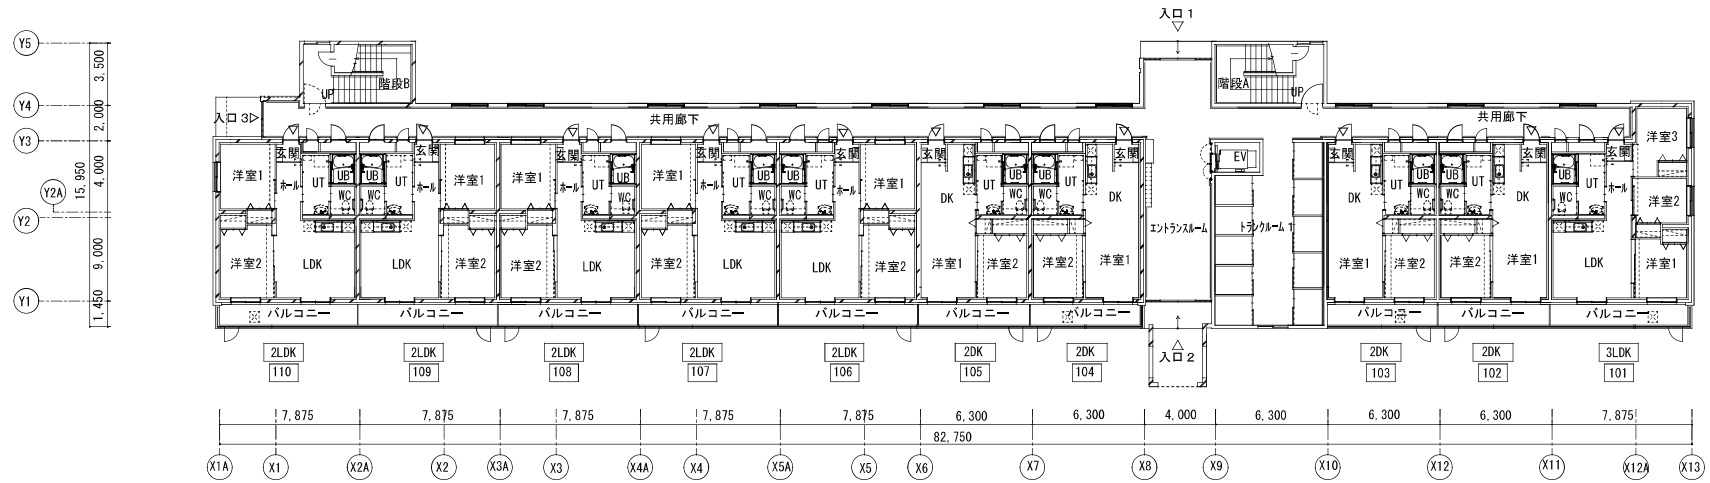 入口 1
Y5
3,500
階段B
階段A
UP
UP
Y4
入口 3
2,000
共用廊下
共用廊下
Y3
玄関
玄関
玄関
玄関
玄関
玄関
玄関
玄関
玄関
玄関
洋室3
EV
4,000
15,950
Y2A
洋室1
ホール
UT
UB
WC
UB
WC
UT
ホール
洋室1
洋室1
ホール
UT
UB
WC
洋室1
ホール
UT
UB
WC
UB
WC
UT
ホール
洋室1
DK
UT
UB
WC
UB
WC
UT
DK
DK
UT
UB
WC
UB
WC
UT
DK
UB
WC
UT
ホール
洋室2
Y2
エントランスルーム
トランクルーム 1
9,000
洋室2
LDK
LDK
洋室2
洋室2
LDK
洋室2
LDK
LDK
洋室2
洋室1
洋室2
洋室2
洋室1
洋室1
洋室2
洋室2
洋室1
LDK
洋室1
Y1
1,450
バルコニー
バルコニー
バルコニー
バルコニー
バルコニー
バルコニー
バルコニー
バルコニー
バルコニー
バルコニー
入口 2
2LDK
2LDK
2LDK
2LDK
2LDK
2DK
2DK
2DK
2DK
3LDK
110
109
108
107
106
105
104
103
102
101
7,875
7,875
7,875
7,875
7,875
6,300
6,300
4,000
6,300
6,300
6,300
7,875
82,750
X1A
X1
X2A
X2
X3A
X3
X4A
X4
X5A
X5
X6
X7
X8
X9
X10
X12
X11
X12A
X13